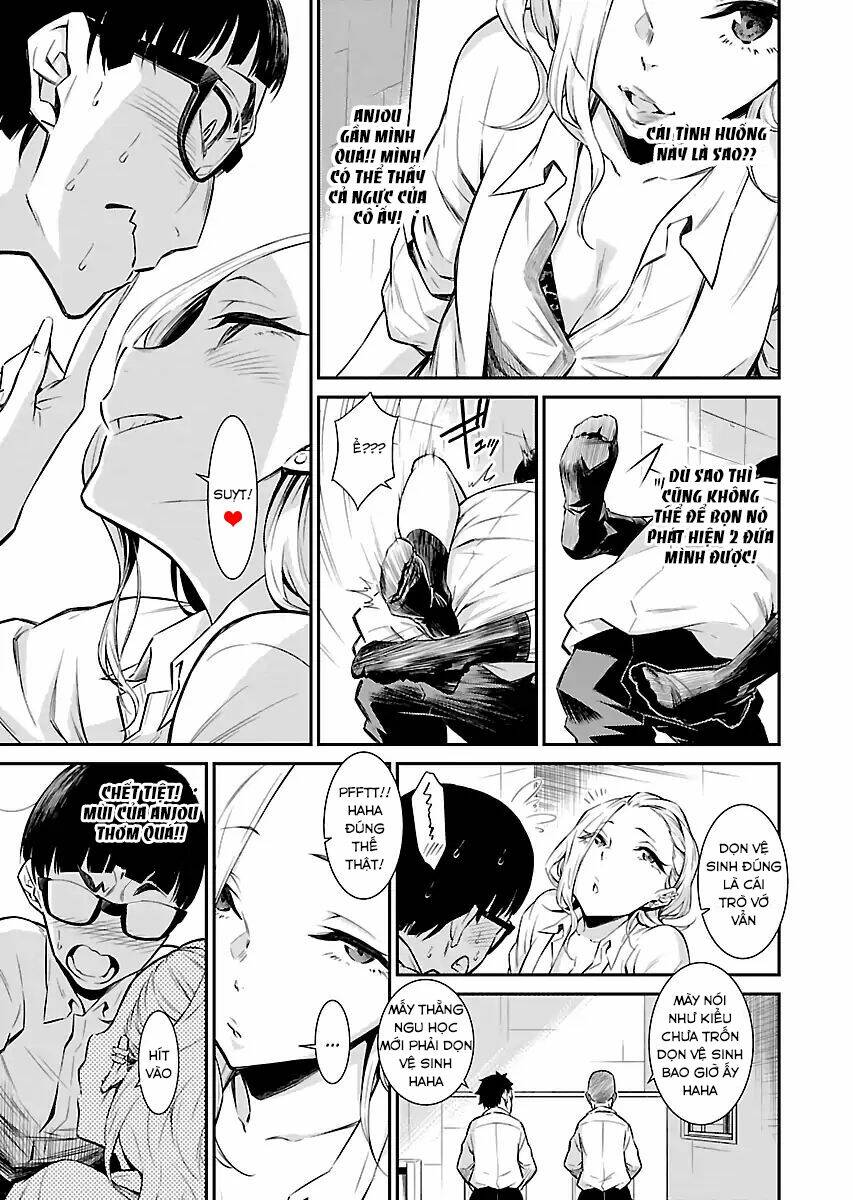 CÁI TÌNH HUỐNG
NÀY LÀ SAO??
ANJOU
GẦN MÌNH
QUÁ!! MÌNH
CÓ THỂ THẤY
CẢ NGỰC CỦA
CÔ ẤY!
SUYT!
DÙ SAO THÌ
CŨNG KHÔNG
THỂ ĐỂ BỌN NÓ
PHÁT HIỆN 2 ĐỨA
MÌNH ĐƯỢC!
Ể???
DỌN VỆ
SINH ĐÚNG
LÀ CÁI
TRÒ VỚ
VẨN
PFFTT!!
HAHA
ĐÚNG
THẾ
THẬT!
CHẾT TIỆT!
MÙI CỦA ANJOU
THƠM QUÁ!!
HÍT
VÀO
...
MÀY NÓI
NHƯ KIỂU
CHƯA TRỐN
DỌN VỆ SINH
BAO GIỜ ẤY
HAHA
MẤY THẰNG
NGU HỌC
MỚI PHẢI DỌN
VỆ SINH
HAHA